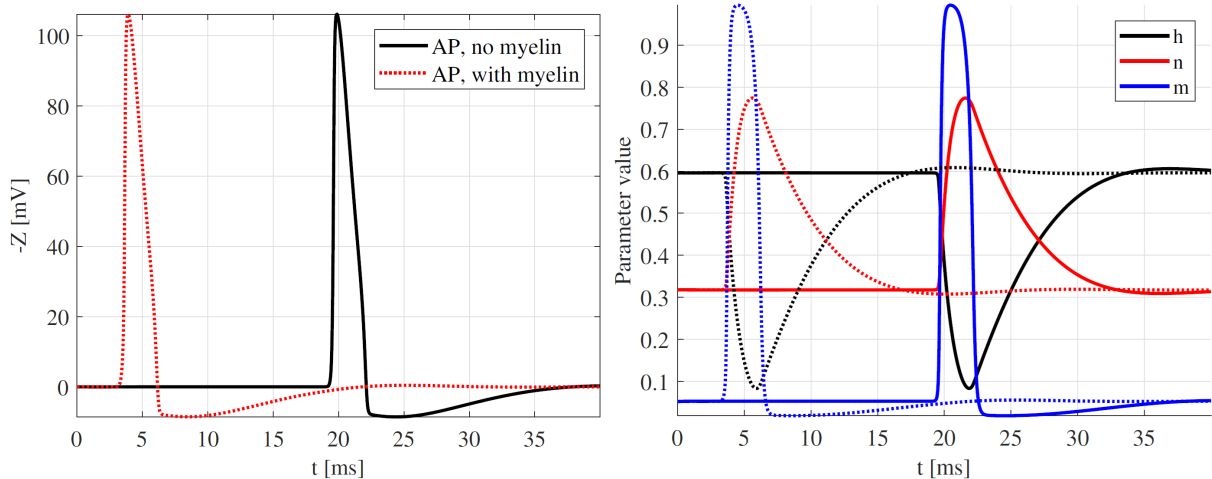 100
80
60
40
20
0
-Z [mV]
0 5 10 15 20 25 30 35
t [ms]
AP, no myelin
AP, with myelin
0.9
0.8
0.7
0.6
0.5
0.4
0.3
0.2
0.1
Parameter value
0 5 10 15 20 25 30 35
t [ms]
h
n
m